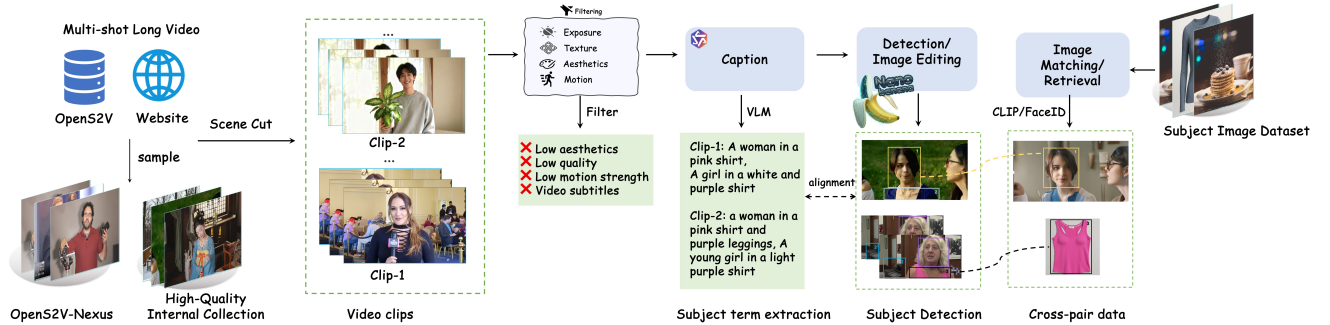 Multi-shot Long Video
OpenS2V
Website
sample
Scene Cut
OpenS2V-Nexus
High-Quality
Internal Collection
...
Clip-2
...
Clip-1
Video clips
Filtering
Exposure
Texture
Aesthetics
Motion
Filter
Low aesthetics
Low quality
Low motion strength
Video subtitles
Caption
VLM
Clip-1: A woman in a
pink shirt,
A girl in a white and
purple shirt
Clip-2: a woman in a
pink shirt and
purple leggings, A
young girl in a light
purple shirt
Subject term extraction
alignment
Detection/
Image Editing
Nano
banana
Subject Detection
Image
Matching/
Retrieval
CLIP/FaceID
Cross-pair data
Subject Image Dataset